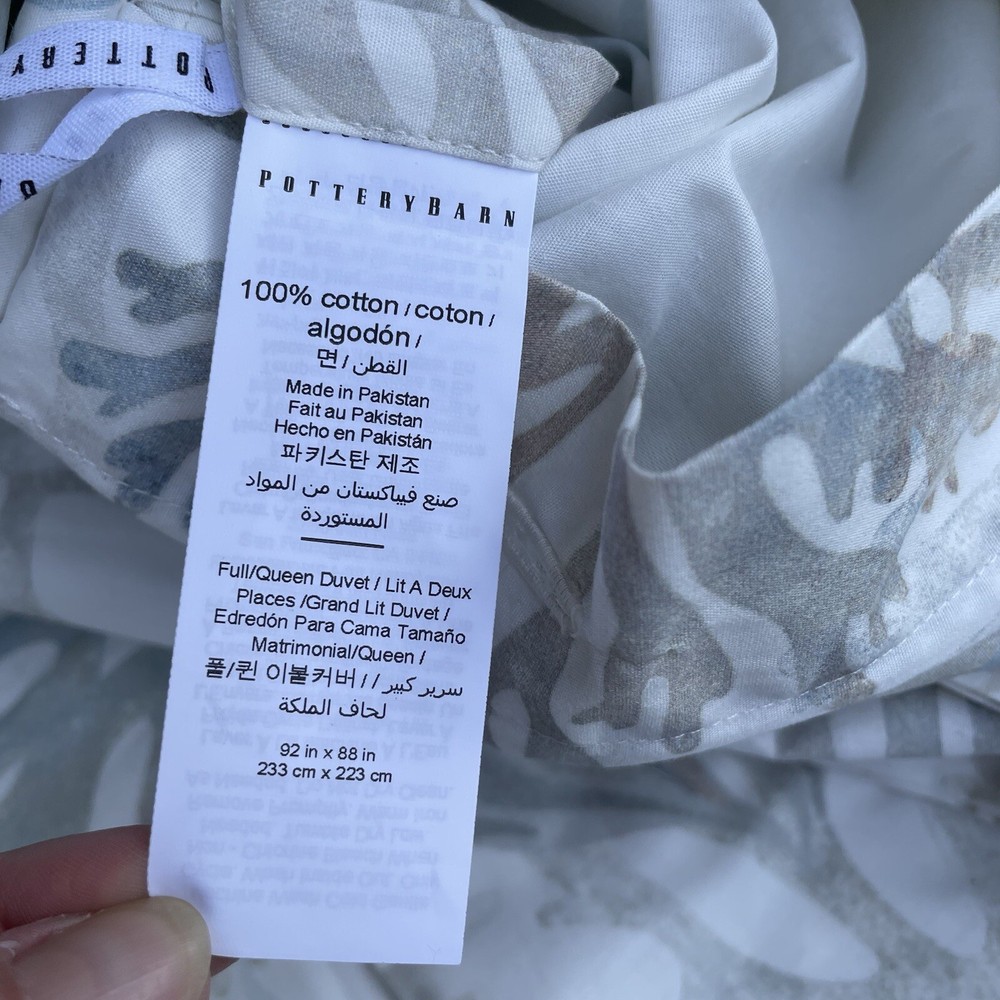 POTTERY
POTTERYBARN
100% cotton / coton /
algodón /
면 / القطن
Made in Pakistan
Fait au Pakistan
Hecho en Pakistán
파키스탄 제조
صنع فيباكستان من المواد
المستوردة
Full/Queen Duvet / Lit A Deux
Places /Grand Lit Duvet /
Edredón Para Cama Tamaño
Matrimonial/Queen /
풀/퀸 이불커버 / / سرير كبير
لحاف الملكة
92 in x 88 in
233 cm x 223 cm